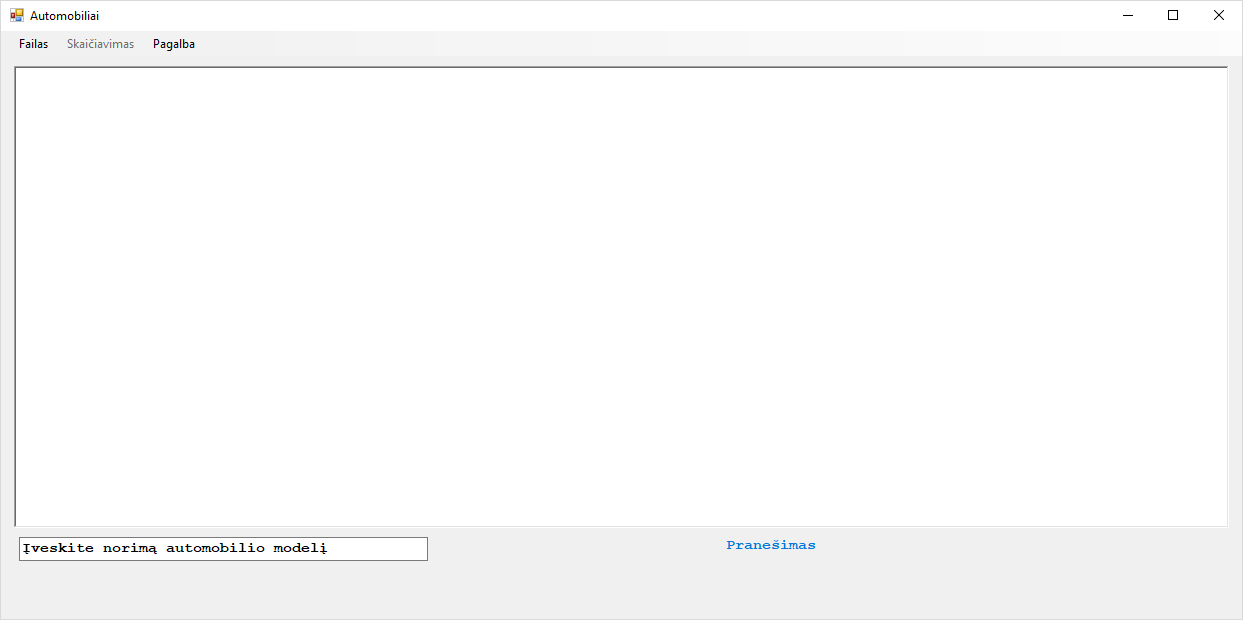 Automobiliai
Failas Skaičiavimas Pagalba
Įveskite norimą automobilio modelį Pranešimas